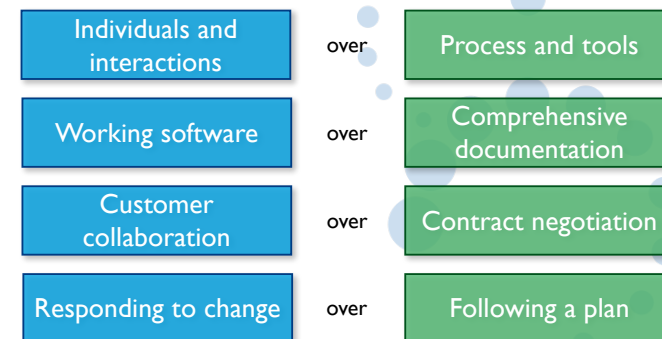 Individuals and
interactions
over
Process and tools
Working software
over
Comprehensive
documentation
Customer
collaboration
over
Contract negotiation
Responding to change
over
Following a plan